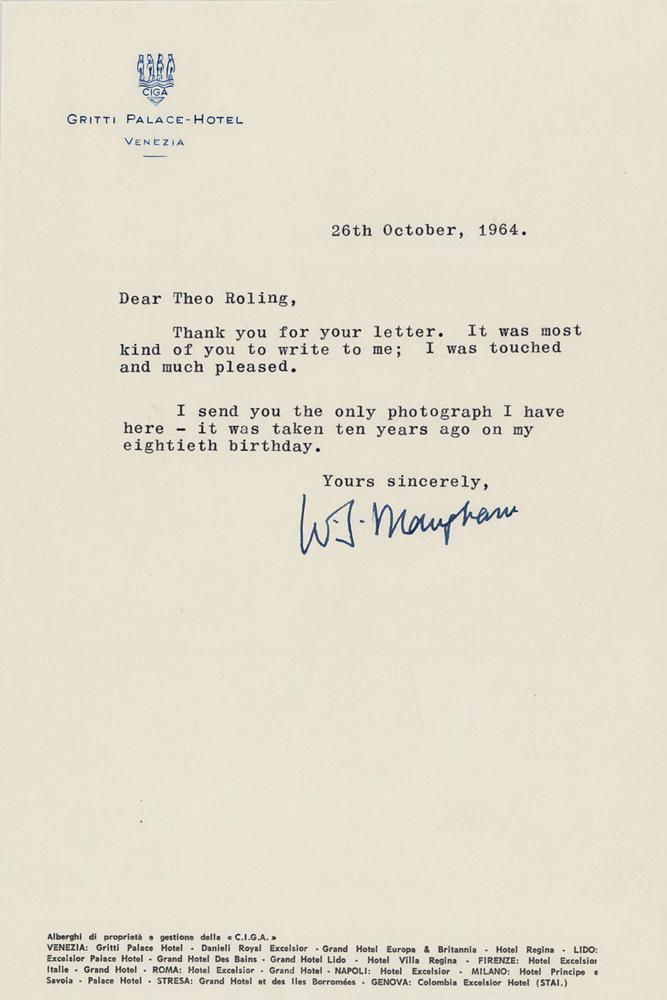 CIGA
GRITTI PALACE-HOTEL
VENEZIA
26th October, 1964.
Dear Theo Roling,
Thank you for your letter. It was most
kind of you to write to me; I was touched
and much pleased.
I send you the only photograph I have
here - it was taken ten years ago on my
eightieth birthday.
Yours sincerely,
W.S. Maugham
Alberghi di proprietà e gestione della « C.I.G.A. »
VENEZIA: Gritti Palace Hotel - Danieli Royal Excelsior - Grand Hotel Europa & Britannia - Hotel Regina - LIDO:
Excelsior Palace Hotel - Grand Hotel Des Bains - Grand Hotel Lido - Hotel Villa Regina - FIRENZE: Hotel Excelsior
Italie - Grand Hotel - ROMA: Hotel Excelsior - Grand Hotel - NAPOLI: Hotel Excelsior - MILANO: Hotel Principe e
Savoia - Palace Hotel - STRESA: Grand Hotel et des Iles Borromées - GENOVA: Colombia Excelsior Hotel (STAI.)